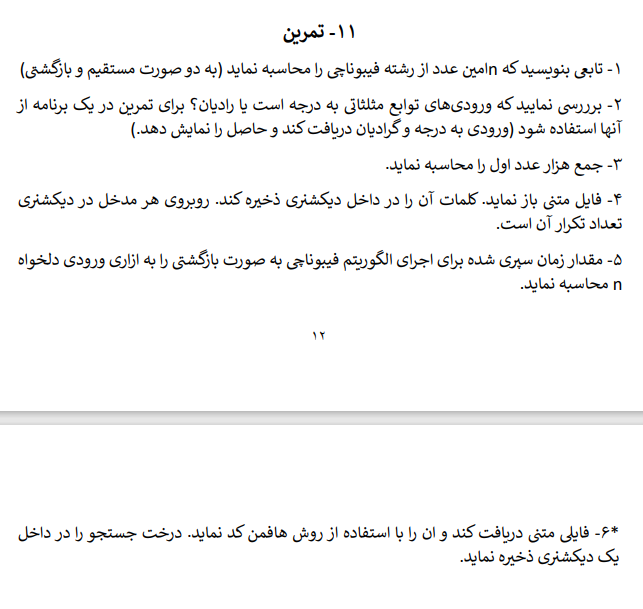 ۱۱- تمرین
۱- تابعی بنویسید که nامین عدد از رشته فیبوناچی را محاسبه نماید (به دو صورت مستقیم و بازگشتی)
۲- برررسی نمایید که ورودی‌های توابع مثلثاتی به درجه است یا رادیان؟ برای تمرین در یک برنامه از
آنها استفاده شود (ورودی به درجه و گرادیان دریافت کند و حاصل را نمایش دهد.)
۳- جمع هزار عدد اول را محاسبه نماید.
۴- فایل متنی باز نماید. کلمات آن را در داخل دیکشنری ذخیره کند. روبروی هر مدخل در دیکشنری
تعداد تکرار آن است.
۵- مقدار زمان سپری شده برای اجرای الگوریتم فیبوناچی به صورت بازگشتی را به ازاری ورودی دلخواه
n محاسبه نماید.
۱۲
*۶- فایلی متنی دریافت کند و ان را با استفاده از روش هافمن کد نماید. درخت جستجو را در داخل
یک دیکشنری ذخیره نماید.